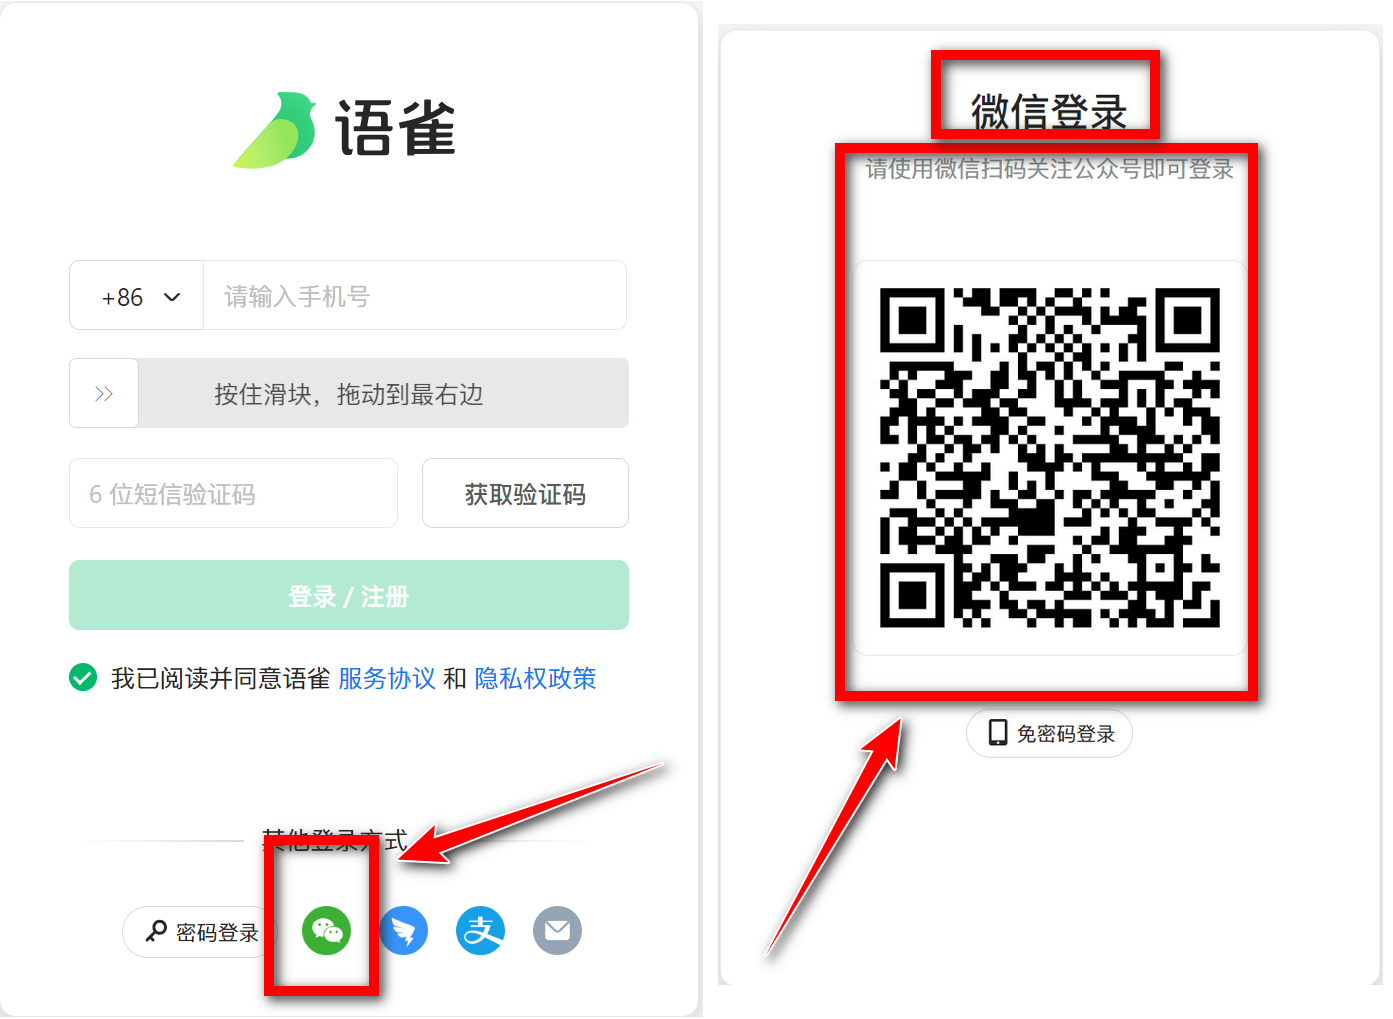 语雀
+86
请输入手机号
按住滑块，拖动到最右边
6 位短信验证码
获取验证码
登录 / 注册
我已阅读并同意语雀 服务协议 和 隐私权政策
其他登录方式
密码登录
支
微信登录
请使用微信扫码关注公众号即可登录
免密码登录